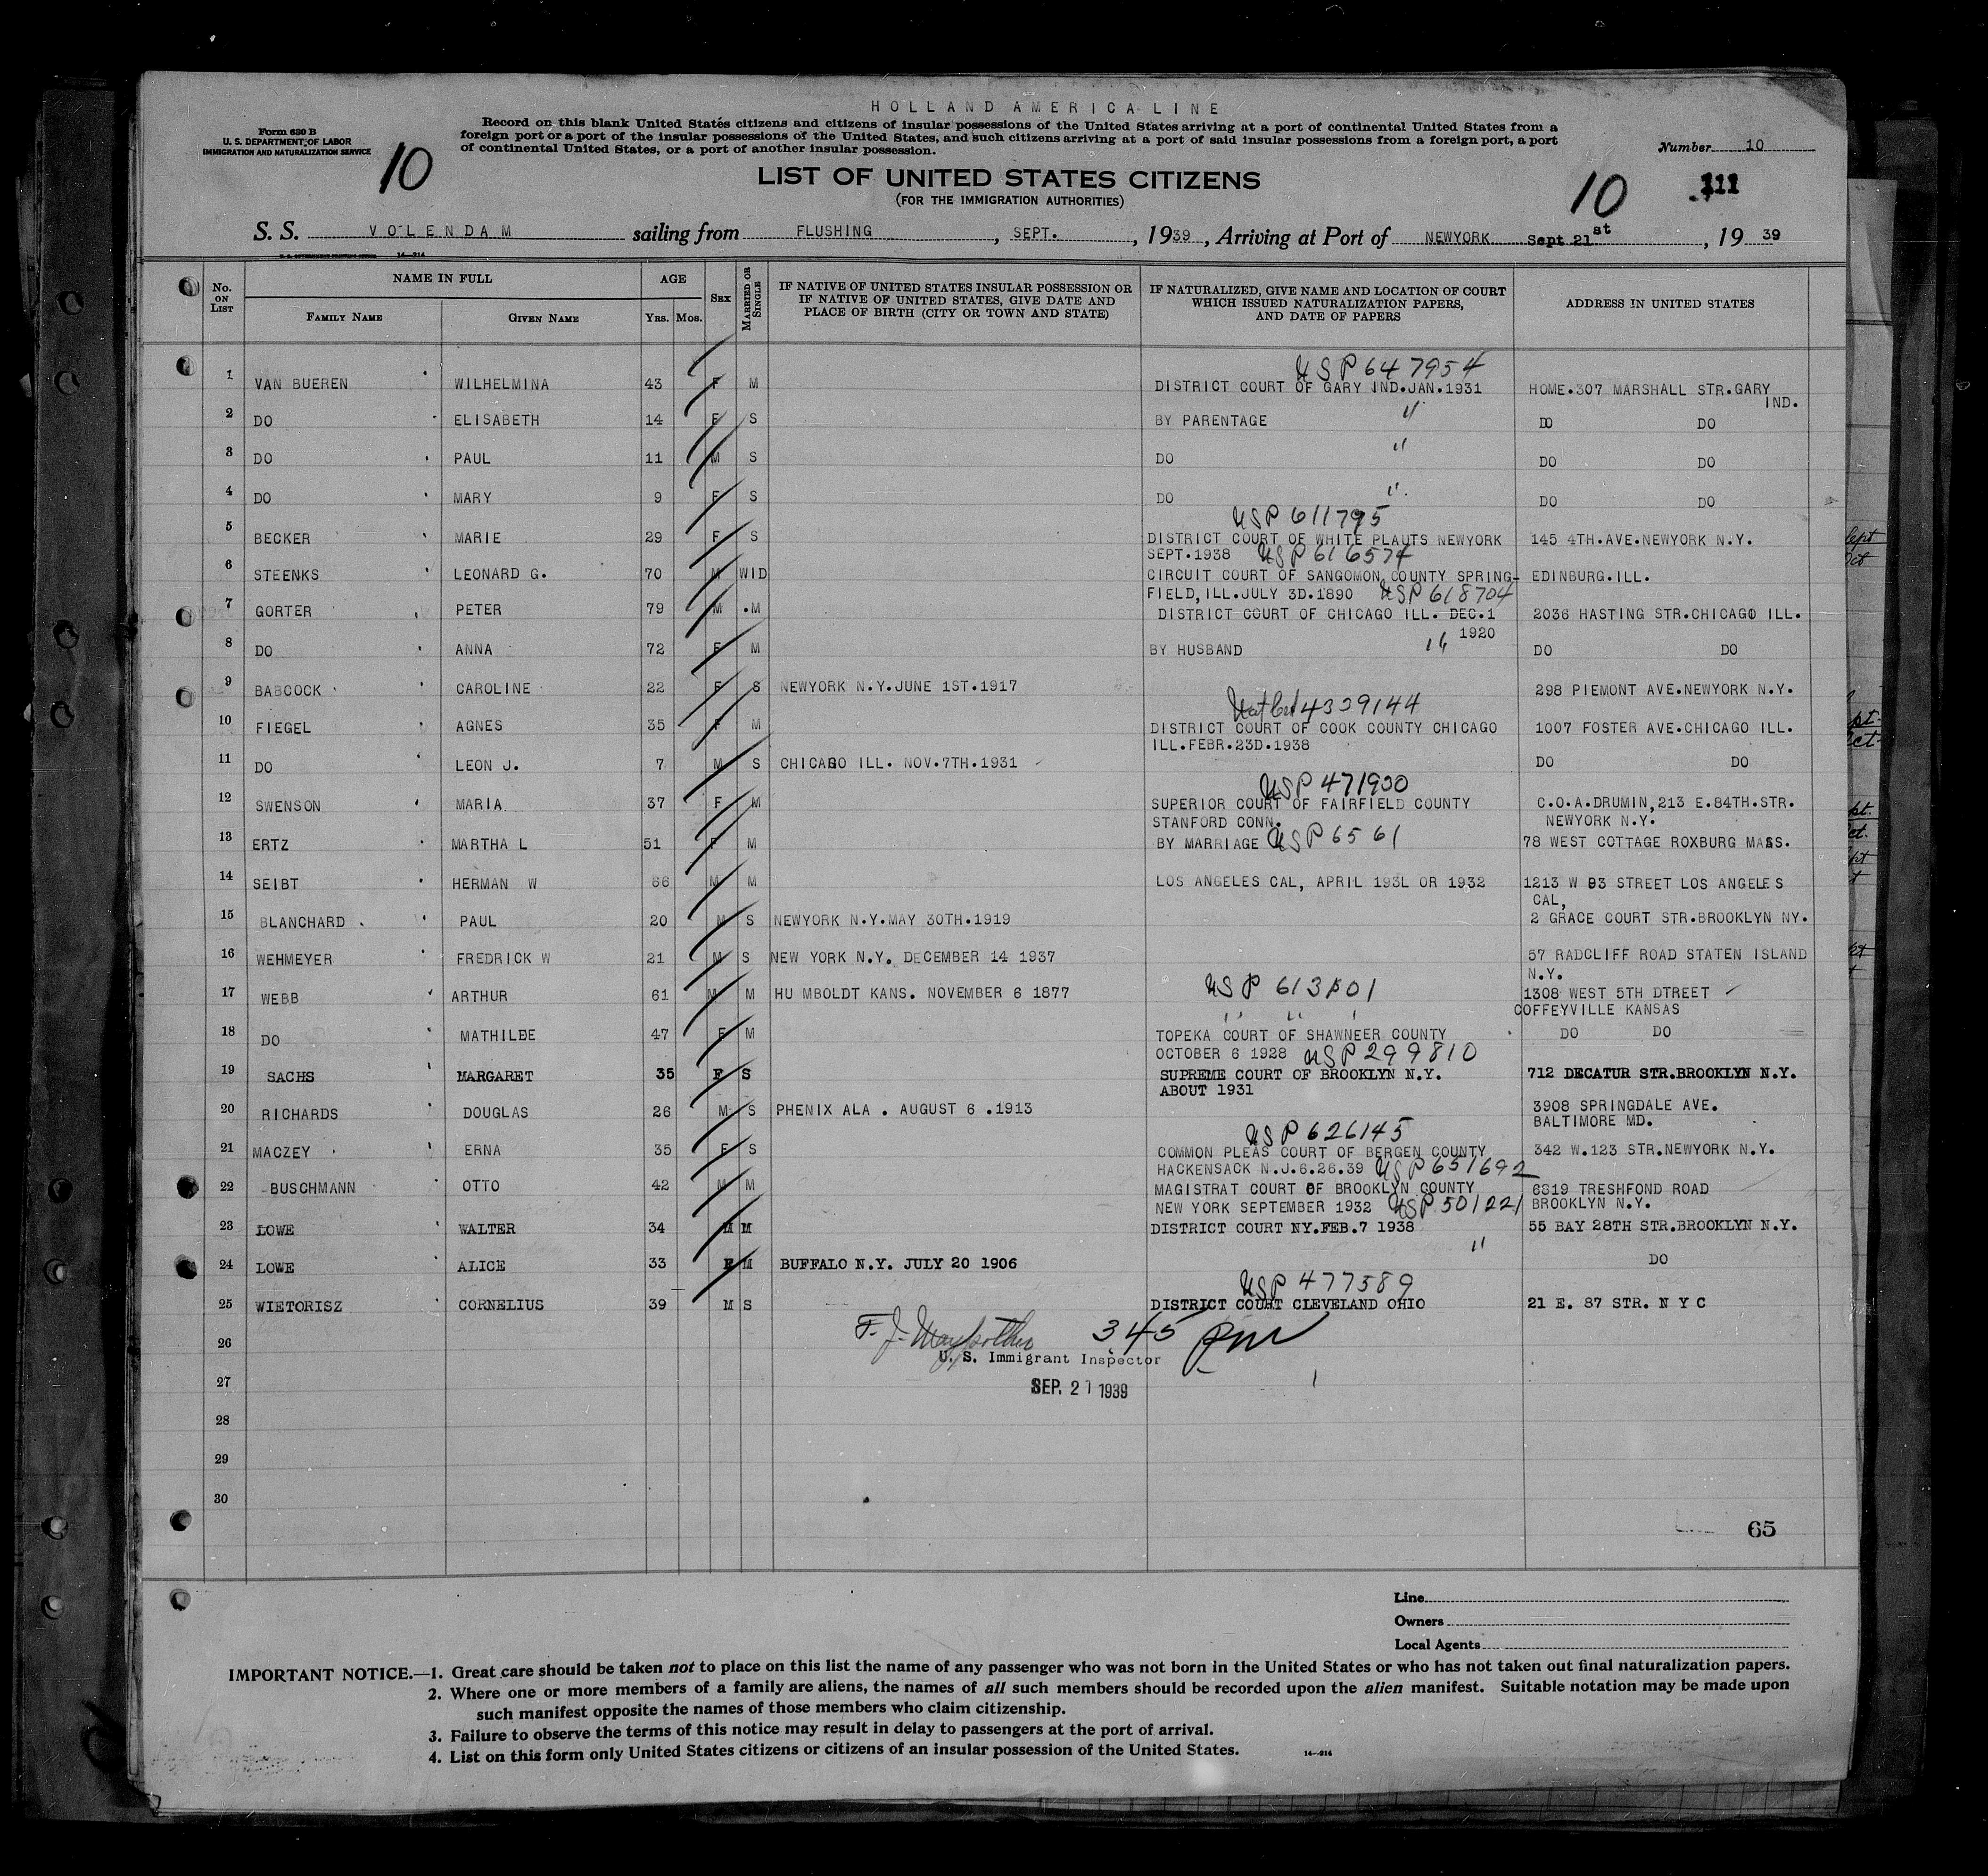 HOLLAND AMERICA LINE
Form 630 B
U. S. DEPARTMENT OF LABOR
IMMIGRATION AND NATURALIZATION SERVICE
Record on this blank United States citizens and citizens of insular possessions of the United States arriving at a port of continental United States from a
foreign port or a port of the insular possessions of the United States, and such citizens arriving at a port of said insular possessions from a foreign port, a port
of continental United States, or a port of another insular possession.
Number 10
10
LIST OF UNITED STATES CITIZENS
(FOR THE IMMIGRATION AUTHORITIES)
10 111
S. S. VOLENDAM sailing from FLUSHING, SEPT., 1939, Arriving at Port of NEWYORK Sept 21st, 19 39
No. ON LIST
NAME IN FULL
FAMILY NAME GIVEN NAME
AGE
YRS. MOS.
SEX
MARRIED OR SINGLE
IF NATIVE OF UNITED STATES INSULAR POSSESSION OR
IF NATIVE OF UNITED STATES, GIVE DATE AND
PLACE OF BIRTH (CITY OR TOWN AND STATE)
IF NATURALIZED, GIVE NAME AND LOCATION OF COURT
WHICH ISSUED NATURALIZATION PAPERS,
AND DATE OF PAPERS
ADDRESS IN UNITED STATES
USP 647954
1 VAN BUEREN WILHELMINA 43 F M DISTRICT COURT OF GARY IND.JAN.1931 HOME.307 MARSHALL STR.GARY
IND.
2 DO ELISABETH 14 F S BY PARENTAGE " DO DO
3 DO PAUL 11 M S DO " DO DO
4 DO MARY 9 F S DO " DO DO
USP 611795
5 BECKER MARIE 29 F S DISTRICT COURT OF WHITE PLAUTS NEWYORK 145 4TH.AVE.NEWYORK N.Y.
SEPT.1938 USP 616574
6 STEENKS LEONARD G. 70 M WID CIRCUIT COURT OF SANGOMON COUNTY SPRING- EDINBURG.ILL.
FIELD, ILL.JULY 3D.1890 USP 618704
7 GORTER PETER 79 M M DISTRICT COURT OF CHICAGO ILL. DEC.1 2036 HASTING STR.CHICAGO ILL.
1920
8 DO ANNA 72 F M BY HUSBAND " DO DO
9 BABCOCK CAROLINE 22 F S NEWYORK N.Y.JUNE 1ST.1917 298 PIEMONT AVE.NEWYORK N.Y.
4329144
10 FIEGEL AGNES 35 F M DISTRICT COURT OF COOK COUNTY CHICAGO 1007 FOSTER AVE.CHICAGO ILL.
ILL.FEBR.23D.1938
11 DO LEON J. 7 M S CHICAGO ILL. NOV.7TH.1931 DO DO
USP 471930
12 SWENSON MARIA 37 F M SUPERIOR COURT OF FAIRFIELD COUNTY C.O.A.DRUMIN,213 E.84TH.STR.
STANFORD CONN. NEWYORK N.Y.
13 ERTZ MARTHA L 51 F M BY MARRIAGE USP 6561 78 WEST COTTAGE ROXBURG MASS.
14 SEIBT HERMAN W 66 M M LOS ANGELES CAL, APRIL 193L OR 1932 1213 W 93 STREET LOS ANGELES
CAL,
15 BLANCHARD PAUL 20 M S NEWYORK N.Y.MAY 30TH.1919 2 GRACE COURT STR.BROOKLYN NY.
16 WEHMEYER FREDRICK W 21 M S NEW YORK N.Y. DECEMBER 14 1937 57 RADCLIFF ROAD STATEN ISLAND
N.Y.
USP
17 WEBB ARTHUR 61 M M HU MBOLDT KANS. NOVEMBER 6 1877 1308 WEST 5TH DTREET
COFFEYVILLE KANSAS
18 DO MATHILDE 47 F M TOPEKA COURT OF SHAWNEER COUNTY DO DO
OCTOBER 6 1928 USP 299810
19 SACHS MARGARET 35 F S SUPREME COURT OF BROOKLYN N.Y. 712 DECATUR STR.BROOKLYN N.Y.
ABOUT 1931
20 RICHARDS DOUGLAS 26 M S PHENIX ALA . AUGUST 6 .1913 3908 SPRINGDALE AVE.
BALTIMORE MD.
USP 626145
21 MACZEY ERNA 35 F S COMMON PLEAS COURT OF BERGEN COUNTY 342 W.123 STR.NEWYORK N.Y.
HACKENSACK N.J.6.26.39 USP 651692
22 BUSCHMANN OTTO 42 M M MAGISTRAT COURT OF BROOKLYN COUNTY 6819 TRESHFOND ROAD
NEW YORK SEPTEMBER 1932 USP 501221 BROOKLYN N.Y.
23 LOWE WALTER 34 M M DISTRICT COURT NY.FEB.7 1938 55 BAY 28TH STR.BROOKLYN N.Y.
24 LOWE ALICE 33 F M BUFFALO N.Y. JULY 20 1906 " DO
USP 477589
25 WIETORISZ CORNELIUS 39 M S DISTRICT COURT CLEVELAND OHIO 21 E. 87 STR. N Y C
26 F. J. 345 pm
U. S. Immigrant Inspector
27 SEP. 21 1939
28
29
30
65
Line
Owners
Local Agents
IMPORTANT NOTICE.—1. Great care should be taken not to place on this list the name of any passenger who was not born in the United States or who has not taken out final naturalization papers.
2. Where one or more members of a family are aliens, the names of all such members should be recorded upon the alien manifest. Suitable notation may be made upon
such manifest opposite the names of those members who claim citizenship.
3. Failure to observe the terms of this notice may result in delay to passengers at the port of arrival.
4. List on this form only United States citizens or citizens of an insular possession of the United States.